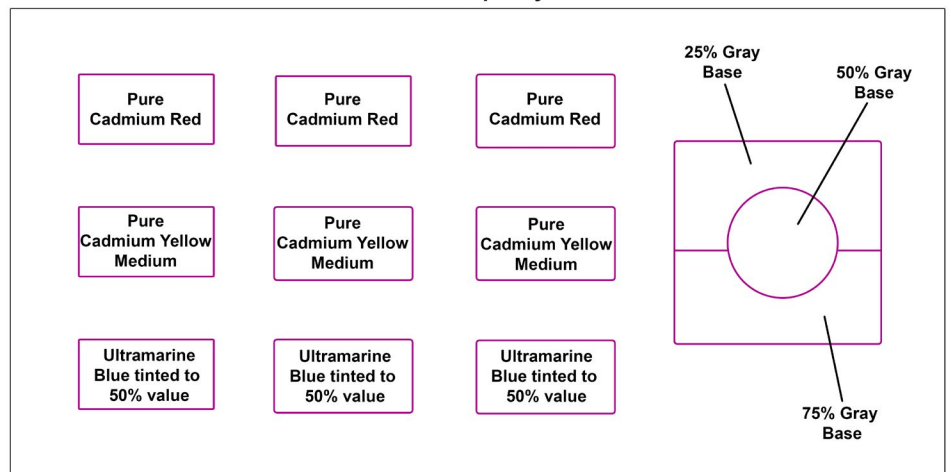 Pure
Cadmium Red
Pure
Cadmium Red
Pure
Cadmium Red
Pure
Cadmium Yellow
Medium
Pure
Cadmium Yellow
Medium
Pure
Cadmium Yellow
Medium
Ultramarine
Blue tinted to
50% value
Ultramarine
Blue tinted to
50% value
Ultramarine
Blue tinted to
50% value
25% Gray
Base
50% Gray
Base
75% Gray
Base